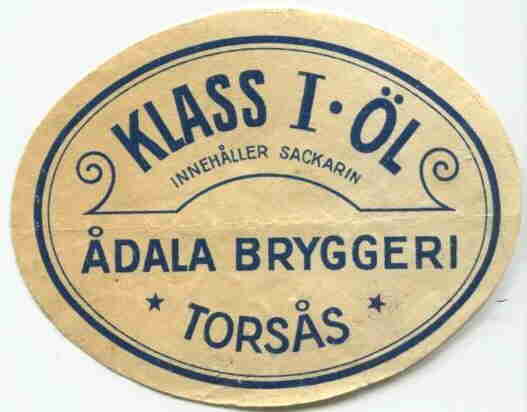 KLASS I · ÖL
INNEHÅLLER SACKARIN
ÅDALA BRYGGERI
★ TORSÅS ★